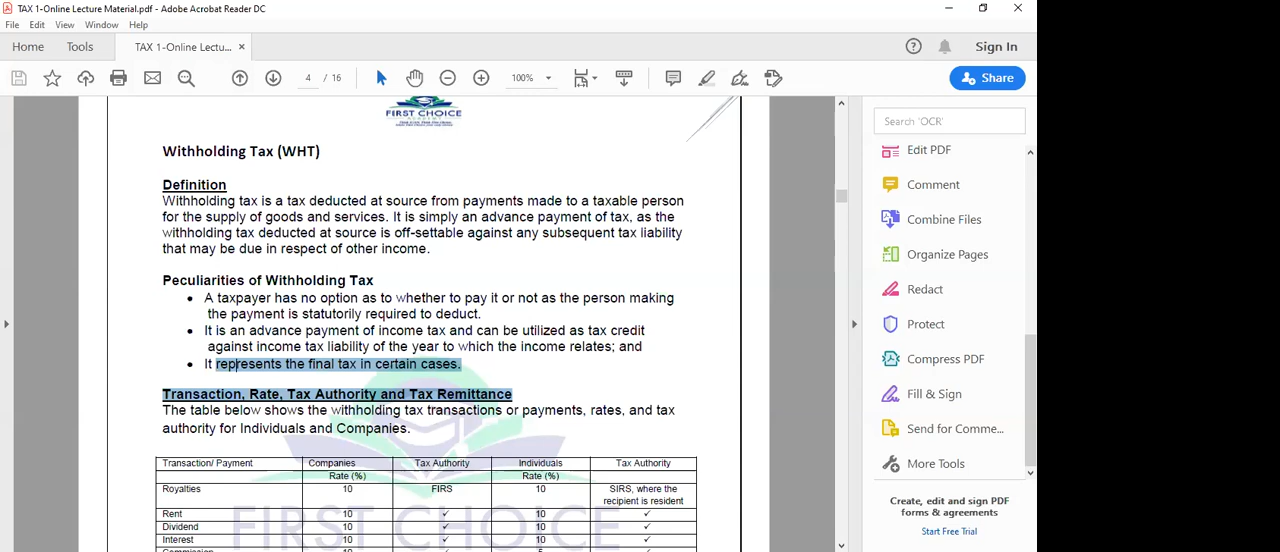 TAX 1-Online Lecture Material.pdf - Adobe Acrobat Reader DC
File Edit View Window Help
Home Tools TAX 1-Online Lectu... × Sign In
4 / 16 100% Share
FIRST CHOICE
Withholding Tax (WHT)
Definition
Withholding tax is a tax deducted at source from payments made to a taxable person
for the supply of goods and services. It is simply an advance payment of tax, as the
withholding tax deducted at source is off-settable against any subsequent tax liability
that may be due in respect of other income.
Peculiarities of Withholding Tax
• A taxpayer has no option as to whether to pay it or not as the person making
the payment is statutorily required to deduct.
• It is an advance payment of income tax and can be utilized as tax credit
against income tax liability of the year to which the income relates; and
• It represents the final tax in certain cases.
Transaction, Rate, Tax Authority and Tax Remittance
The table below shows the withholding tax transactions or payments, rates, and tax
authority for Individuals and Companies.
Transaction/ Payment Companies Tax Authority Individuals Tax Authority
Rate (%) Rate (%)
Royalties 10 FIRS 10 SIRS, where the
recipient is resident
Rent 10 ✓ 10 ✓
Dividend 10 ✓ 10 ✓
Interest 10 ✓ 10 ✓
FIRST CHOICE
Search 'OCR'
Edit PDF
Comment
Combine Files
Organize Pages
Redact
Protect
Compress PDF
Fill & Sign
Send for Comme...
More Tools
Create, edit and sign PDF
forms & agreements
Start Free Trial